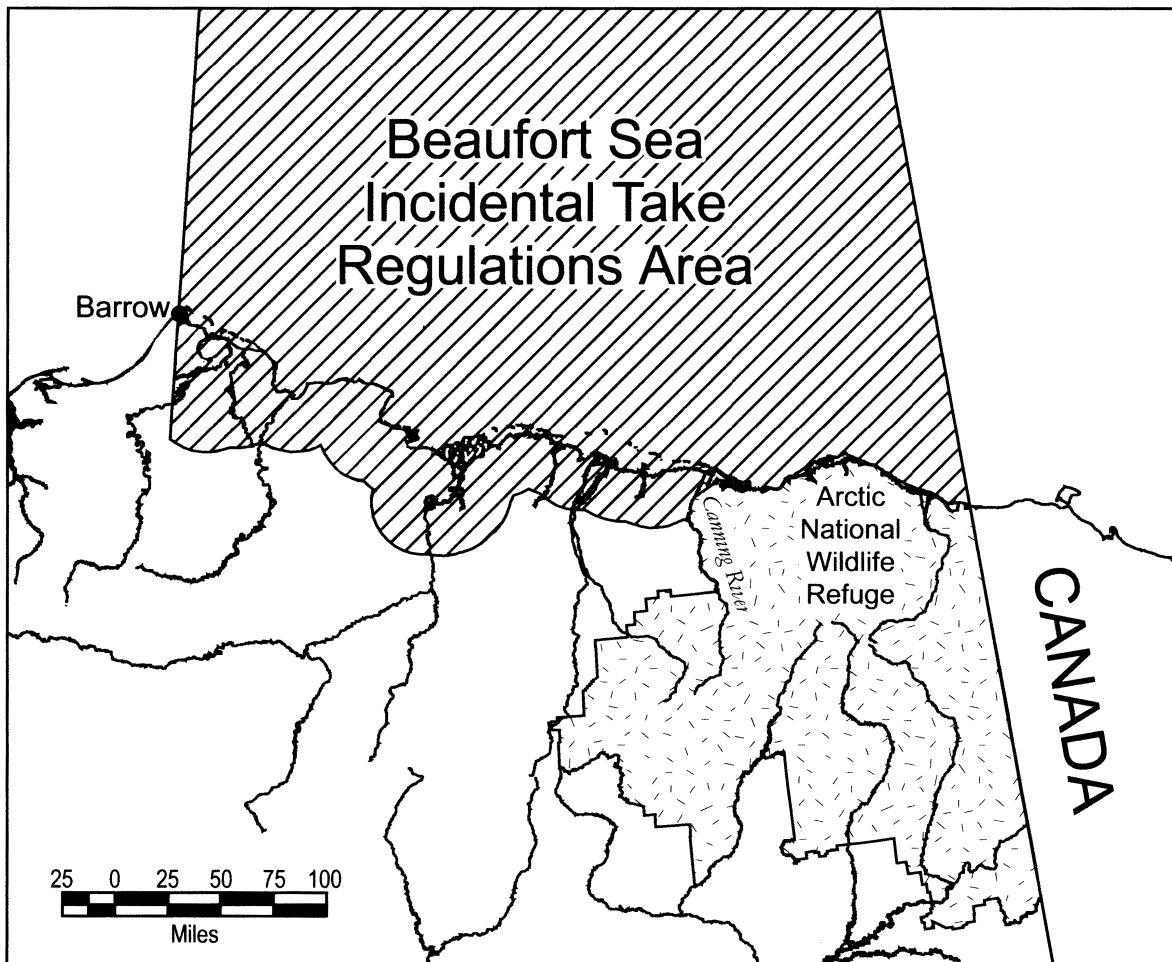 Beaufort Sea
Incidental Take
Regulations Area
Barrow
Arctic
National
Wildlife
Refuge
Canning River
CANADA
25 0 25 50 75 100
Miles